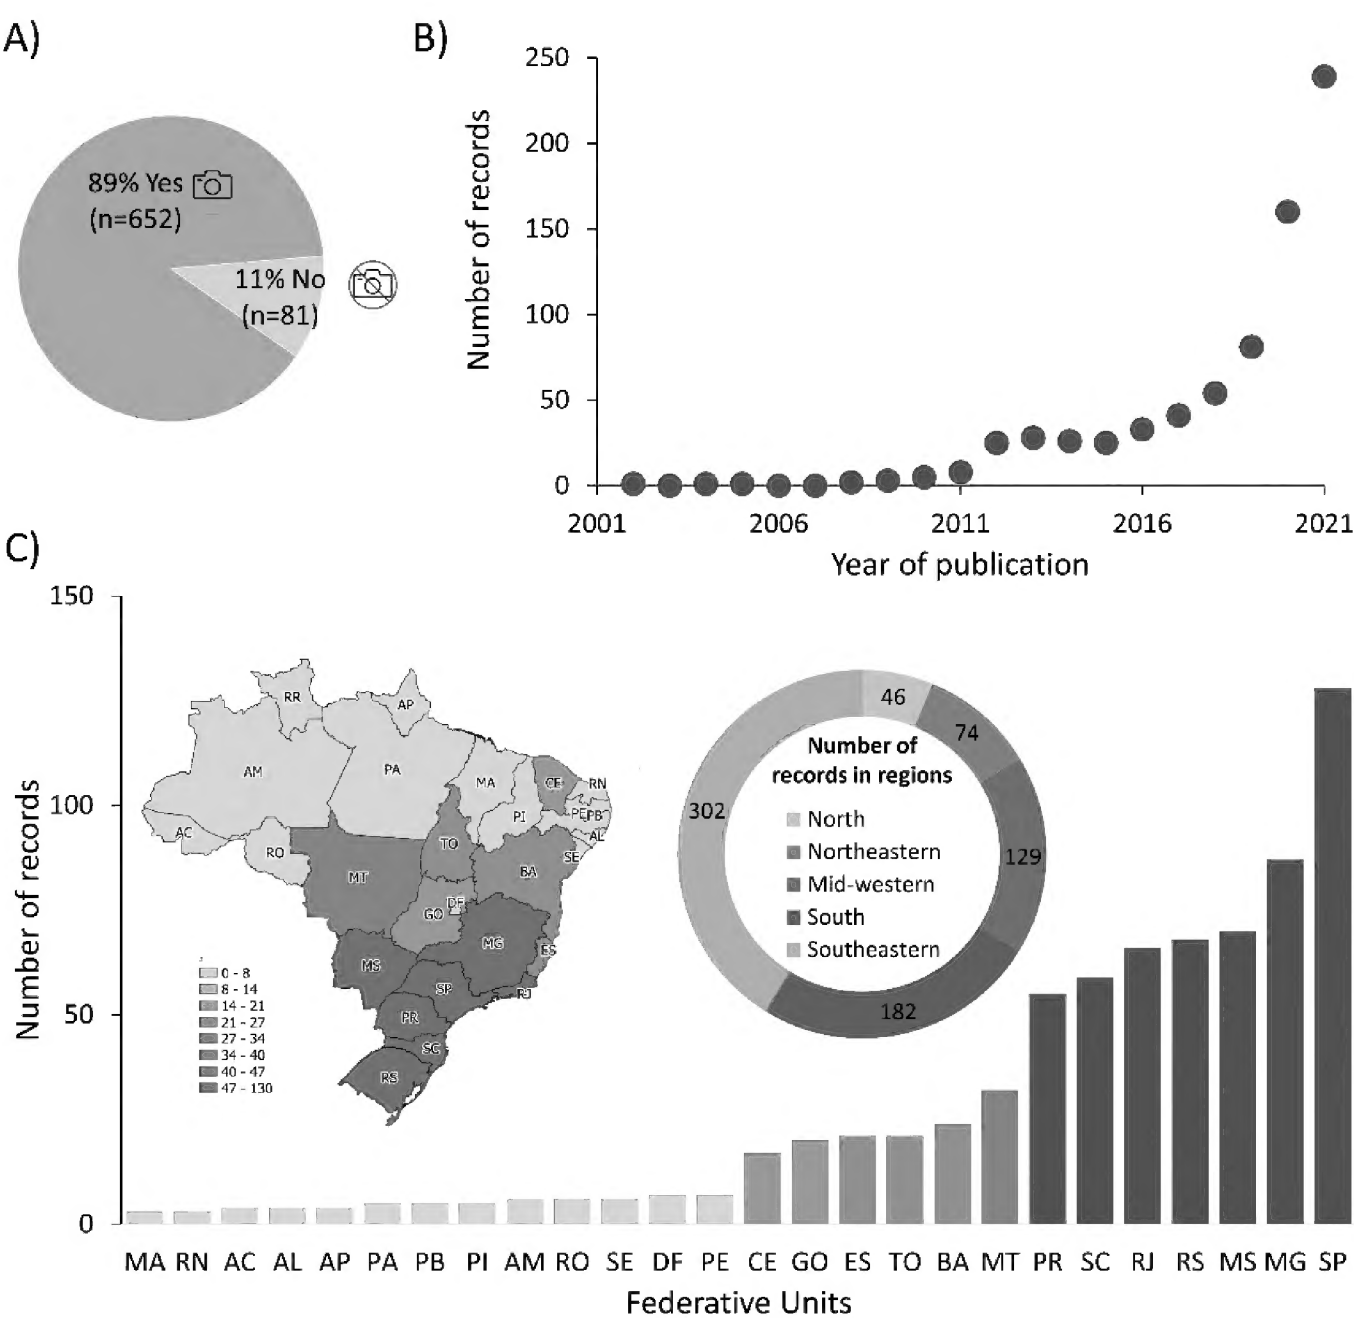 A)
89% Yes
(n=652)
11% No
(n=81)
B)
Number of records
250
200
150
100
50
0
2001 2006 2011 2016 2021
Year of publication
C)
Number of records
150
100
50
0
RR
AP
AM
PA
MA
CE
RN
PI
PE
PB
AC
AL
RO
TO
SE
MT
BA
GO
DF
MG
ES
MS
SP
RJ
PR
SC
RS
0 - 8
8 - 14
14 - 21
21 - 27
27 - 34
34 - 40
40 - 47
47 - 130
46
74
129
182
302
Number of
records in regions
North
Northeastern
Mid-western
South
Southeastern
MA RN AC AL AP PA PB PI AM RO SE DF PE CE GO ES TO BA MT PR SC RJ RS MS MG SP
Federative Units